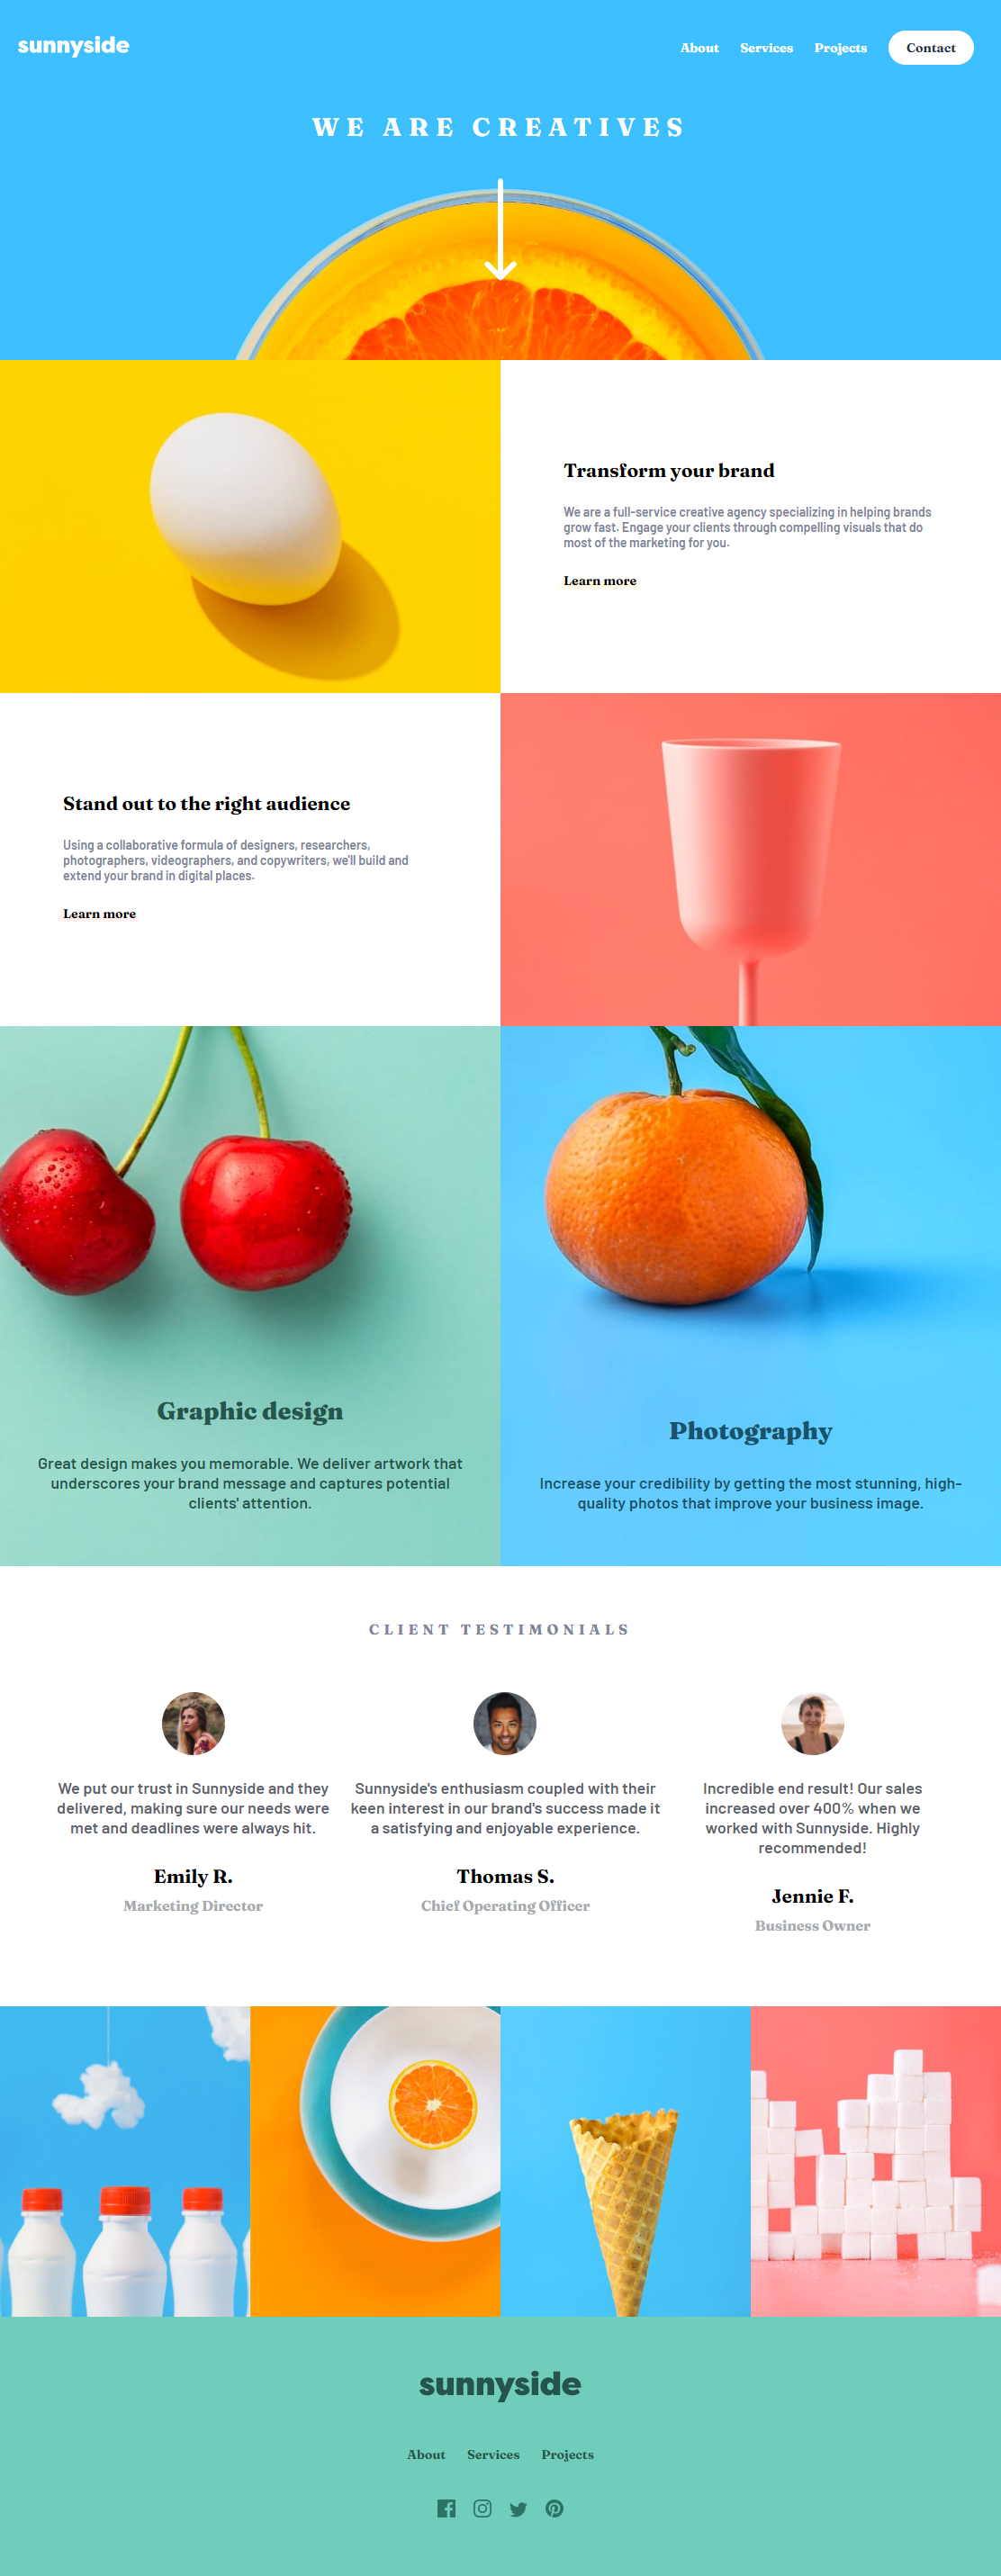 sunnyside
About Services Projects Contact
WE ARE CREATIVES
Transform your brand
We are a full-service creative agency specializing in helping brands
grow fast. Engage your clients through compelling visuals that do
most of the marketing for you.
Learn more
Stand out to the right audience
Using a collaborative formula of designers, researchers,
photographers, videographers, and copywriters, we'll build and
extend your brand in digital places.
Learn more
Graphic design
Great design makes you memorable. We deliver artwork that
underscores your brand message and captures potential
clients' attention.
Photography
Increase your credibility by getting the most stunning, high-
quality photos that improve your business image.
CLIENT TESTIMONIALS
We put our trust in Sunnyside and they
delivered, making sure our needs were
met and deadlines were always hit.
Emily R.
Marketing Director
Sunnyside's enthusiasm coupled with their
keen interest in our brand's success made it
a satisfying and enjoyable experience.
Thomas S.
Chief Operating Officer
Incredible end result! Our sales
increased over 400% when we
worked with Sunnyside. Highly
recommended!
Jennie F.
Business Owner
sunnyside
About Services Projects